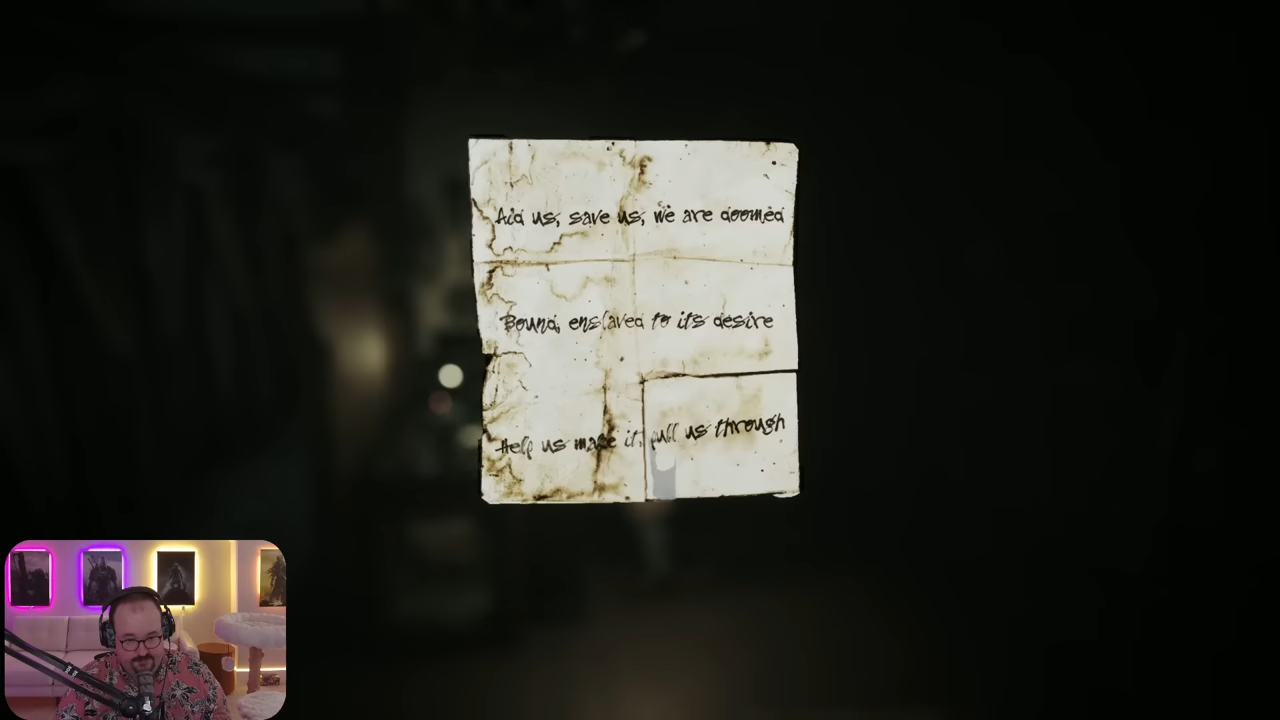 Aid us, save us, we are doomed
Bound, enslaved to its desire
Help us make it, pull us through